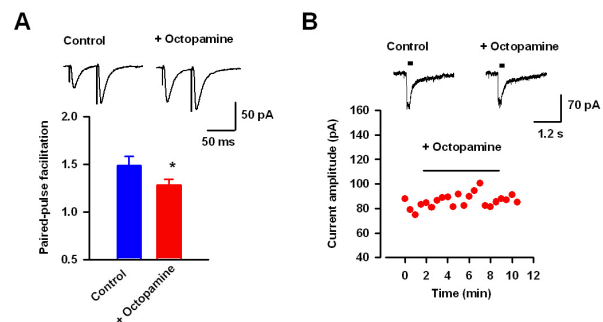 A
Control
+ Octopamine
50 pA
50 ms
Paired-pulse facilitation
2.0
1.5
1.0
0.5
*
Control
+ Octopamine
B
Control
+ Octopamine
70 pA
1.2 s
Current amplitude (pA)
160
140
120
100
80
60
40
+ Octopamine
0 2 4 6 8 10 12
Time (min)